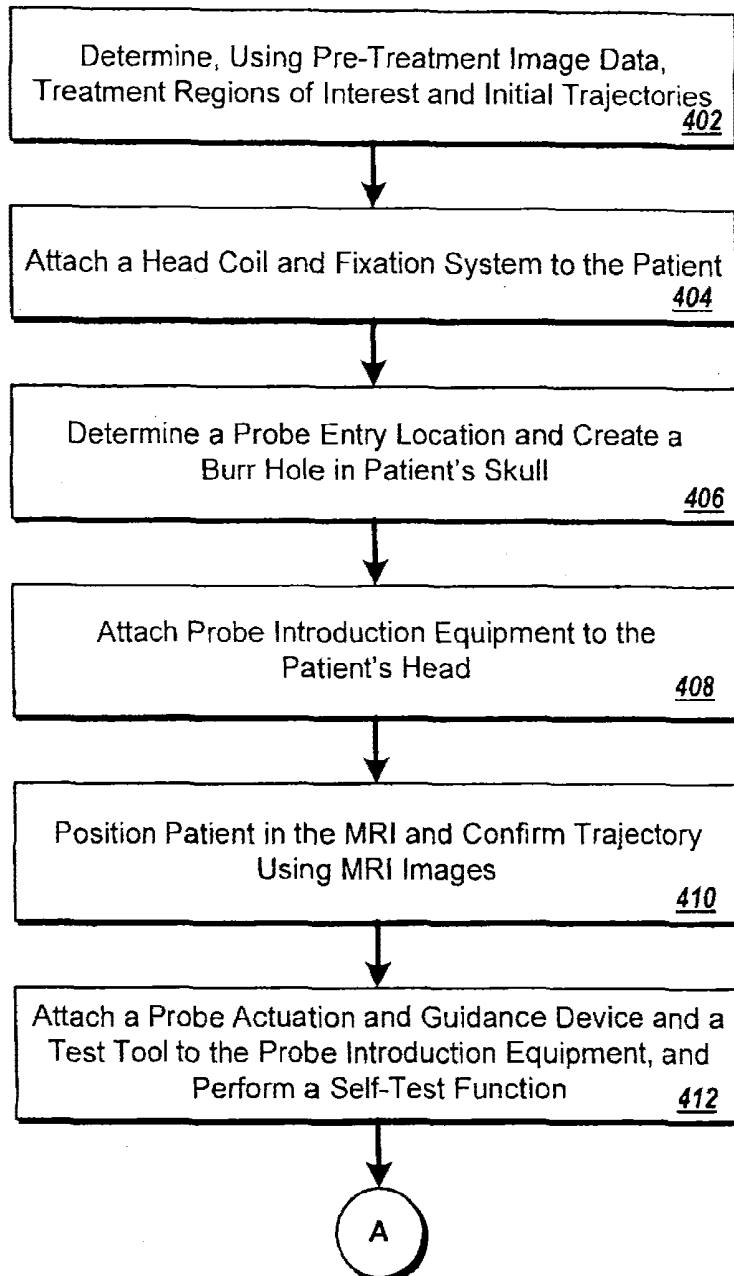 Determine, Using Pre-Treatment Image Data,
Treatment Regions of Interest and Initial Trajectories
402
Attach a Head Coil and Fixation System to the Patient
404
Determine a Probe Entry Location and Create a
Burr Hole in Patient's Skull
406
Attach Probe Introduction Equipment to the
Patient's Head
408
Position Patient in the MRI and Confirm Trajectory
Using MRI Images
410
Attach a Probe Actuation and Guidance Device and a
Test Tool to the Probe Introduction Equipment, and
Perform a Self-Test Function
412
A